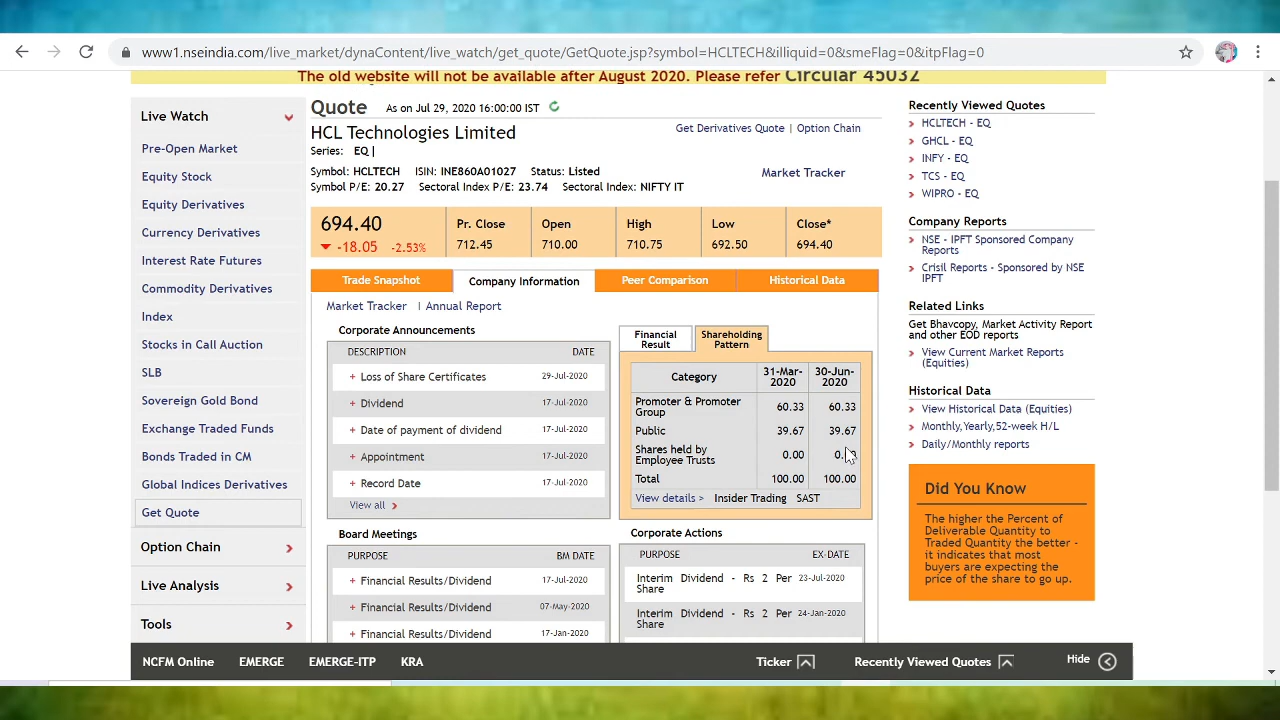 www1.nseindia.com/live_market/dynaContent/live_watch/get_quote/GetQuote.jsp?symbol=HCLTECH&illiquid=0&smeFlag=0&itpFlag=0
The old website will not be available after August 2020. Please refer Circular 45032
Live Watch
Pre-Open Market
Equity Stock
Equity Derivatives
Currency Derivatives
Interest Rate Futures
Commodity Derivatives
Index
Stocks in Call Auction
SLB
Sovereign Gold Bond
Exchange Traded Funds
Bonds Traded in CM
Global Indices Derivatives
Get Quote
Option Chain
Live Analysis
Tools
Quote As on Jul 29, 2020 16:00:00 IST
HCL Technologies Limited
Get Derivatives Quote | Option Chain
Series: EQ |
Symbol: HCLTECH ISIN: INE860A01027 Status: Listed
Market Tracker
Symbol P/E: 20.27 Sectoral Index P/E: 23.74 Sectoral Index: NIFTY IT
694.40 Pr. Close Open High Low Close*
-18.05 -2.53% 712.45 710.00 710.75 692.50 694.40
Trade Snapshot Company Information Peer Comparison Historical Data
Market Tracker | Annual Report
Corporate Announcements
DESCRIPTION DATE
+ Loss of Share Certificates 29-Jul-2020
+ Dividend 17-Jul-2020
+ Date of payment of dividend 17-Jul-2020
+ Appointment 17-Jul-2020
+ Record Date 17-Jul-2020
View all
Financial Result Shareholding Pattern
Category 31-Mar-2020 30-Jun-2020
Promoter & Promoter Group 60.33 60.33
Public 39.67 39.67
Shares held by Employee Trusts 0.00
Total 100.00 100.00
View details > Insider Trading SAST
Board Meetings
PURPOSE BM DATE
+ Financial Results/Dividend 17-Jul-2020
+ Financial Results/Dividend 07-May-2020
+ Financial Results/Dividend 17-Jan-2020
Corporate Actions
PURPOSE EX-DATE
Interim Dividend - Rs 2 Per Share 23-Jul-2020
Interim Dividend - Rs 2 Per Share 24-Jan-2020
Recently Viewed Quotes
HCLTECH - EQ
GHCL - EQ
INFY - EQ
TCS - EQ
WIPRO - EQ
Company Reports
NSE - IPFT Sponsored Company
Reports
Crisil Reports - Sponsored by NSE
IPFT
Related Links
Get Bhavcopy, Market Activity Report
and other EOD reports
View Current Market Reports
(Equities)
Historical Data
View Historical Data (Equities)
Monthly,Yearly,52-week H/L
Daily/Monthly reports
Did You Know
The higher the Percent of
Deliverable Quantity to
Traded Quantity the better -
it indicates that most
buyers are expecting the
price of the share to go up.
NCFM Online EMERGE EMERGE-ITP KRA Ticker Recently Viewed Quotes Hide